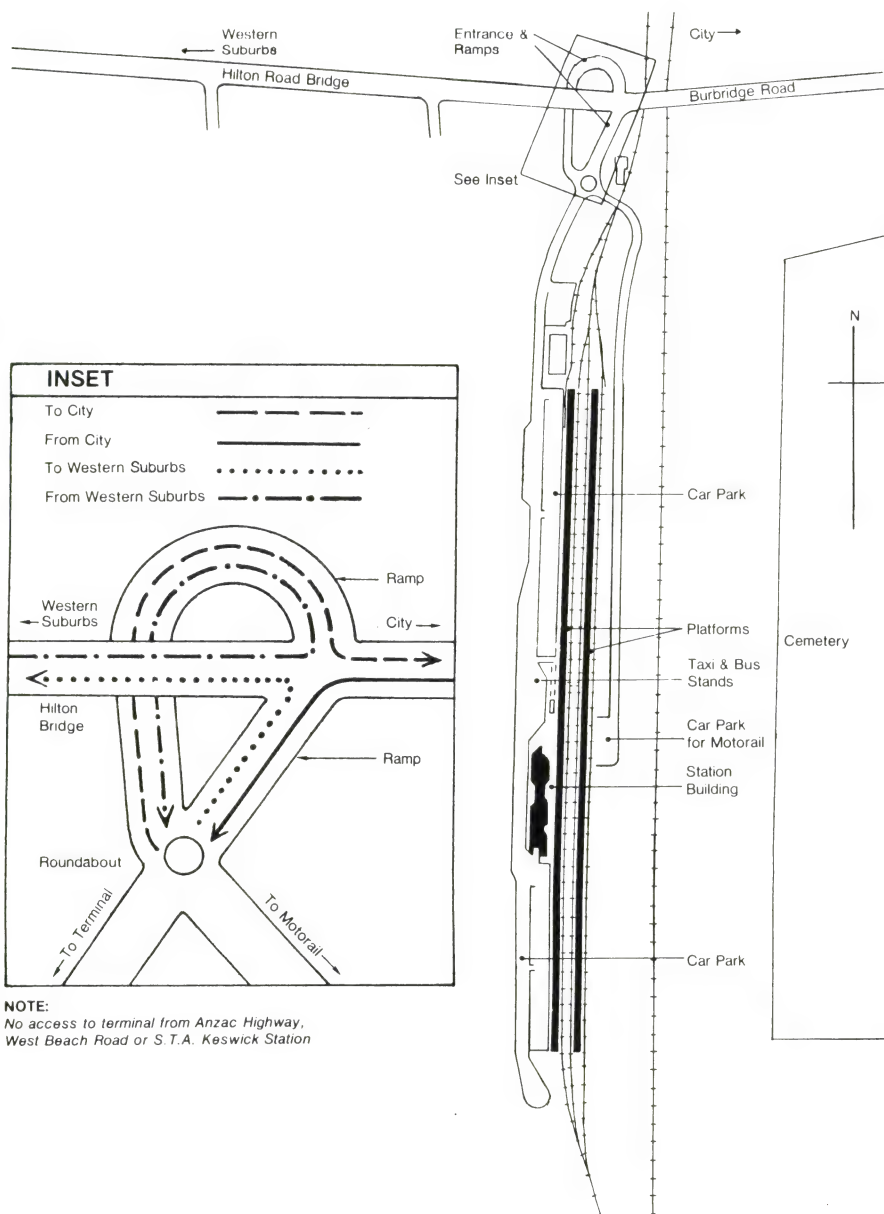 Western
Suburbs
Hilton Road Bridge
Entrance &
Ramps
City
Burbridge Road
See Inset
N
INSET
To City
From City
To Western Suburbs
From Western Suburbs
Ramp
Western
Suburbs
City
Hilton
Bridge
Ramp
Roundabout
To Terminal
To Motorail
Car Park
Platforms
Cemetery
Taxi & Bus
Stands
Car Park
for Motorail
Station
Building
Car Park
NOTE:
No access to terminal from Anzac Highway,
West Beach Road or S.T.A. Keswick Station